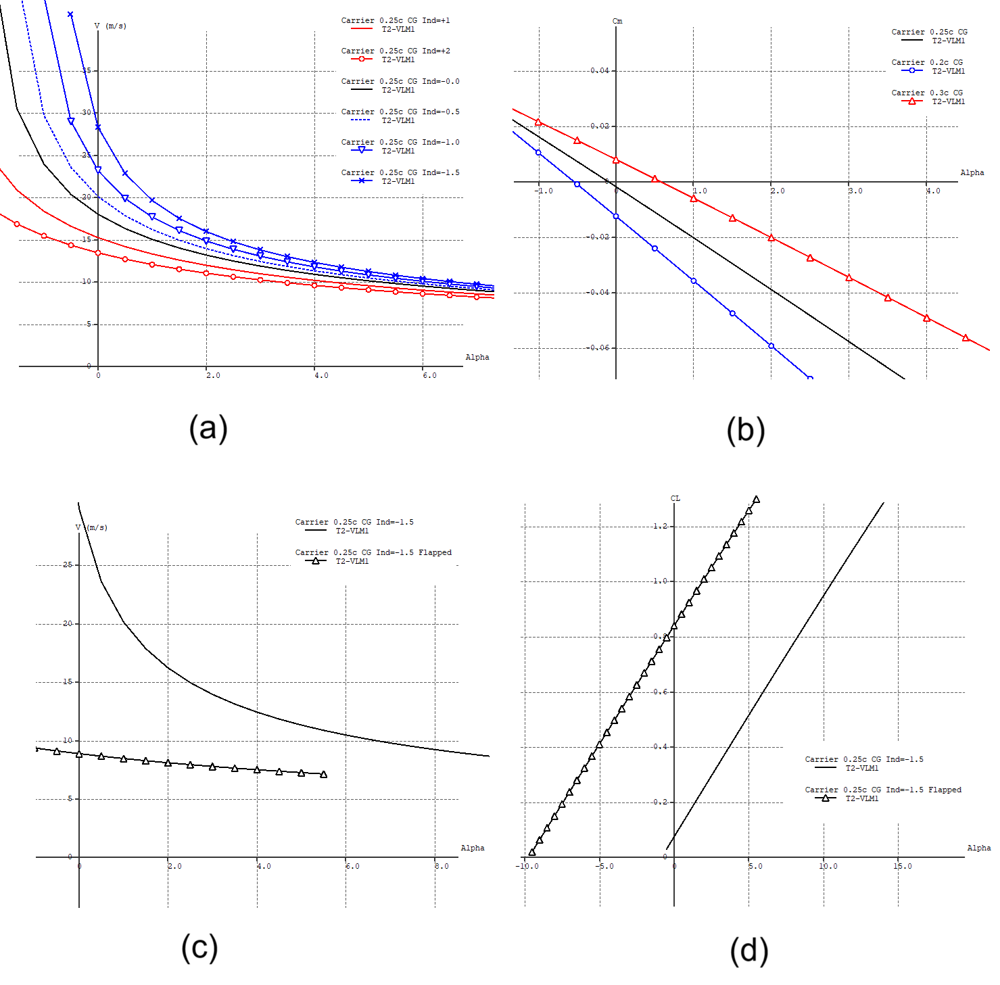 V (m/s)
Carrier 0.25c CG Ind=+1
T2-VLM1
Carrier 0.25c CG Ind=+2
T2-VLM1
Carrier 0.25c CG Ind=-0.0
T2-VLM1
Carrier 0.25c CG Ind=-0.5
T2-VLM1
Carrier 0.25c CG Ind=-1.0
T2-VLM1
Carrier 0.25c CG Ind=-1.5
T2-VLM1
35
30
25
20
15
10
5
0
Alpha
0 2.0 4.0 6.0
(a)
Cm
Carrier 0.25c CG
T2-VLM1
Carrier 0.2c CG
T2-VLM1
Carrier 0.3c CG
T2-VLM1
0.04
0.02
0
-0.02
-0.04
-0.06
Alpha
-1.0 0 1.0 2.0 3.0 4.0
(b)
V (m/s)
Carrier 0.25c CG Ind=-1.5
T2-VLM1
Carrier 0.25c CG Ind=-1.5 Flapped
T2-VLM1
25
20
15
10
5
0
Alpha
0 2.0 4.0 6.0 8.0
(c)
CL
1.2
1.0
0.8
0.6
0.4
0.2
0
Carrier 0.25c CG Ind=-1.5
T2-VLM1
Carrier 0.25c CG Ind=-1.5 Flapped
T2-VLM1
Alpha
-10.0 -5.0 0 5.0 10.0 15.0
(d)